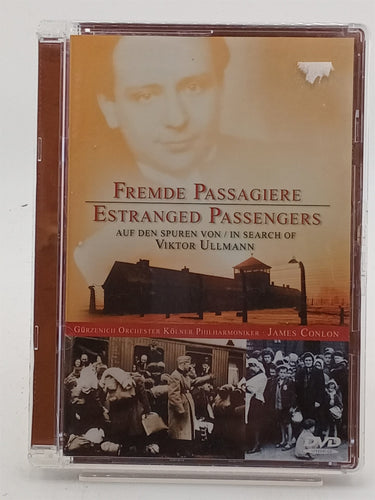 FREMDE PASSAGIERE
ESTRANGED PASSENGERS
AUF DEN SPUREN VON / IN SEARCH OF
VIKTOR ULLMANN
GÜRZENICH ORCHESTER KÖLNER PHILHARMONIKER · JAMES CONLON
DVD